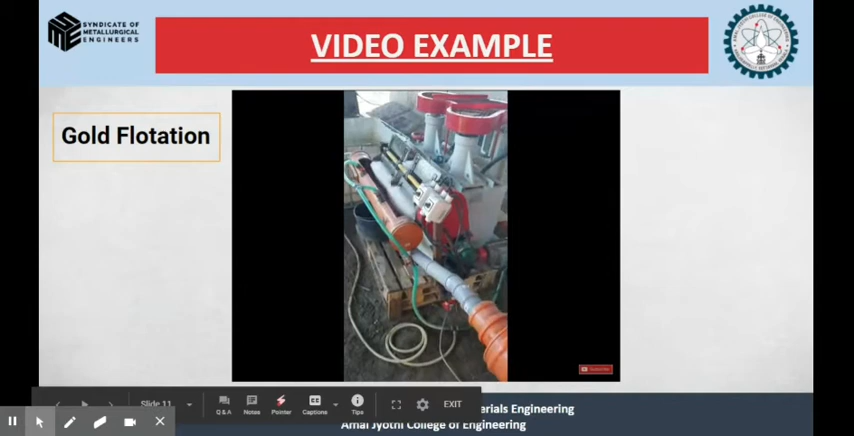 SYNDICATE OF
METALLURGICAL
ENGINEERS
VIDEO EXAMPLE
Gold Flotation
Slide 11
Q & A
Notes
Pointer
Captions
Tips
EXIT
erials Engineering
Amal Jyothi College of Engineering